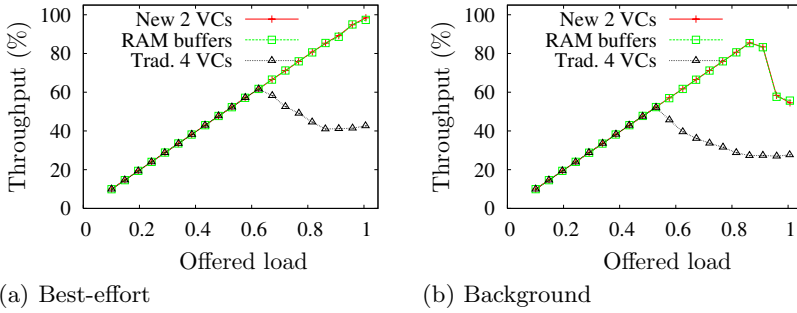 Throughput (%)
100
80
60
40
20
0
New 2 VCs
RAM buffers
Trad. 4 VCs
0 0.2 0.4 0.6 0.8 1
Offered load
(a) Best-effort
Throughput (%)
100
80
60
40
20
0
New 2 VCs
RAM buffers
Trad. 4 VCs
0 0.2 0.4 0.6 0.8 1
Offered load
(b) Background